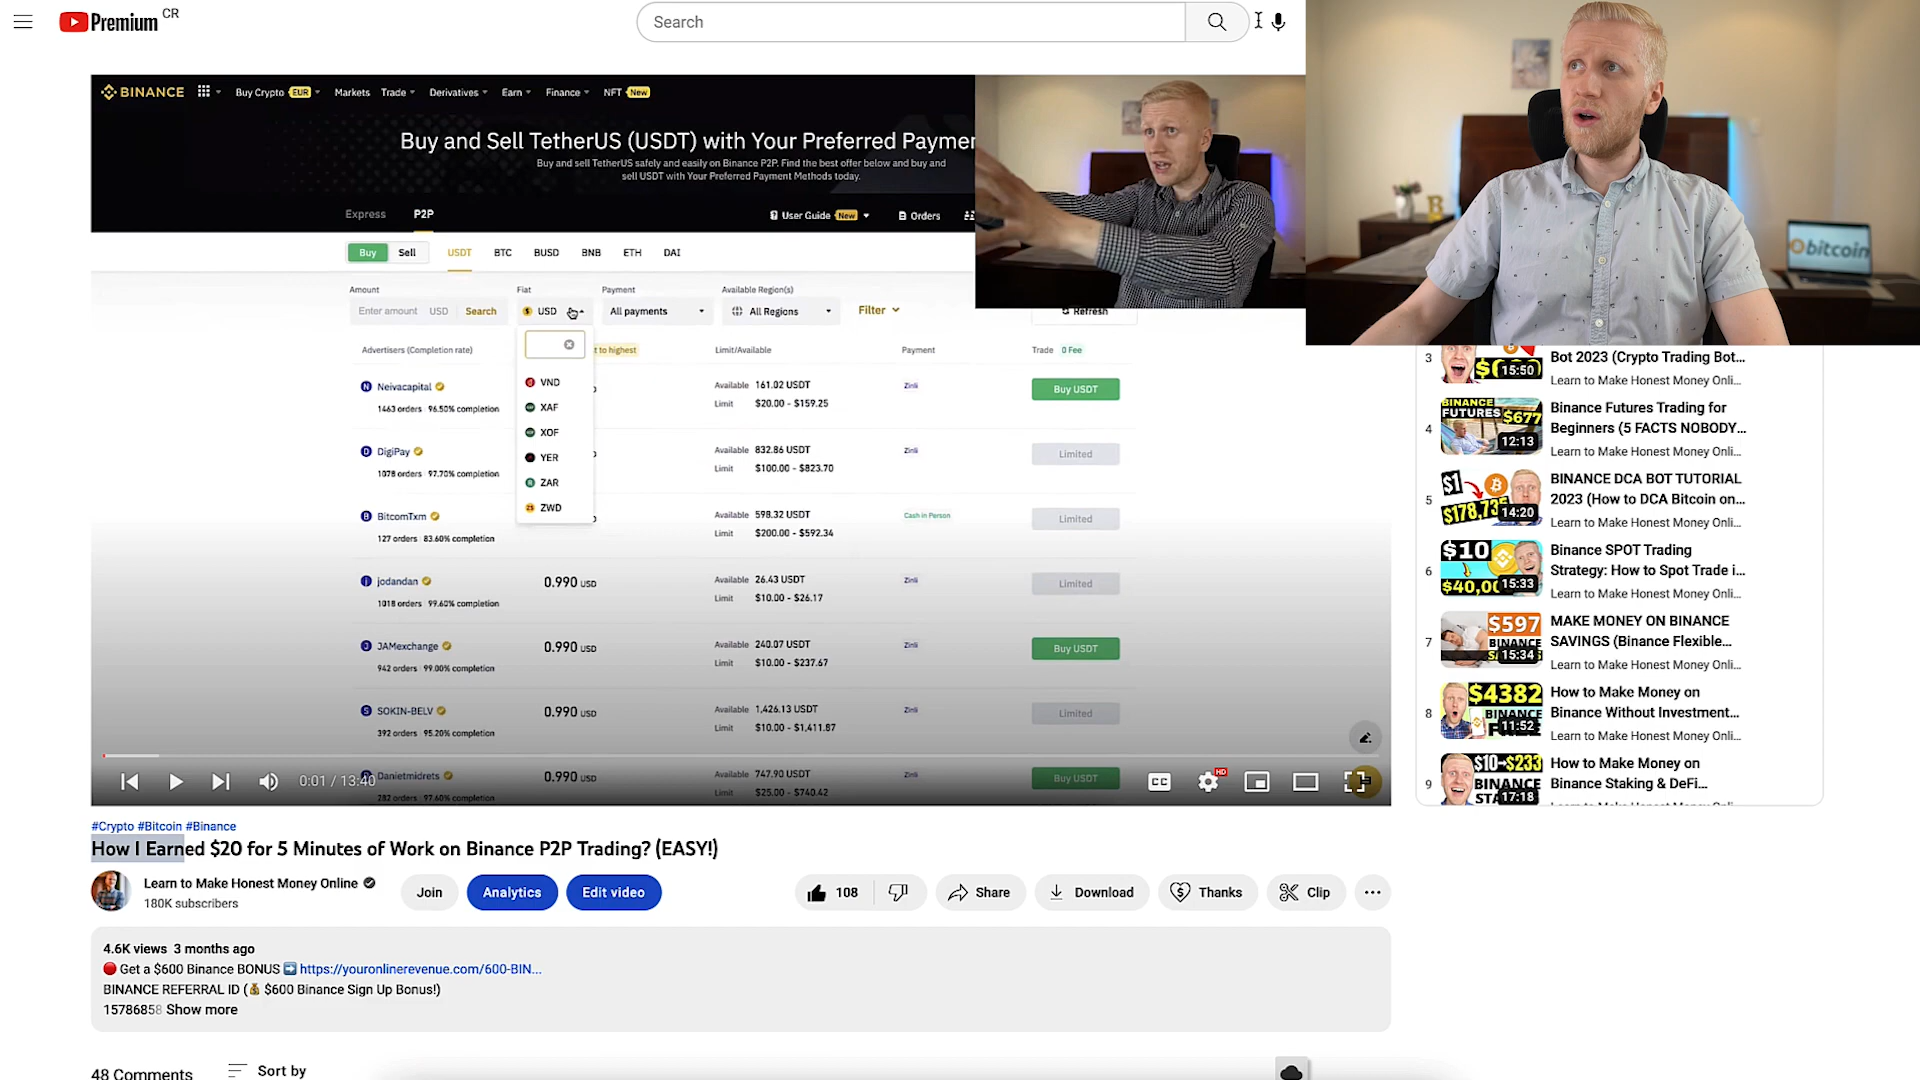 Premium CR
Search
BINANCE
Buy Crypto EUR
Markets
Trade
Derivatives
Earn
Finance
NFT New
Buy and Sell TetherUS (USDT) with Your Preferred
Buy and sell TetherUS safely and easily on Binance P2P. Find the best offer below and buy and
sell USDT with Your Preferred Payment Methods today.
Express
P2P
User Guide New
Orders
Buy
Sell
USDT
BTC
BUSD
BNB
ETH
DAI
Amount
Fiat
Payment
Available Region(s)
Enter amount USD Search
USD
All payments
All Regions
Filter
Refresh
Advertisers (Completion rate)
t to highest
Limit/Available
Payment
Trade 0 Fee
VND
XAF
XOF
YER
ZAR
ZWD
N Neivacapital
1463 orders 96.50% completion
Available 161.02 USDT
Limit $20.00 - $159.25
Zinli
Buy USDT
D DigiPay
1078 orders 97.70% completion
Available 832.86 USDT
Limit $100.00 - $823.70
Zinli
Limited
B BitcomTxm
127 orders 83.60% completion
Available 598.32 USDT
Limit $200.00 - $592.34
Cash in Person
Limited
jodandan
1018 orders 99.60% completion
0.990 USD
Available 26.43 USDT
Limit $10.00 - $26.17
Zinli
Limited
JAMexchange
942 orders 99.00% completion
0.990 USD
Available 240.07 USDT
Limit $10.00 - $237.67
Zinli
Buy USDT
S SOKIN-BELV
392 orders 95.20% completion
0.990 USD
Available 1,426.13 USDT
Limit $10.00 - $1,411.87
Zinli
Limited
Danietmidrets
282 orders 97.60% completion
0.990 USD
Available 747.90 USDT
Limit $25.00 - $740.42
Zinli
Buy USDT
0:01 / 13:40
CC
HD
bitcoin
3
15:50
Bot 2023 (Crypto Trading Bot...
Learn to Make Honest Money Onli...
4
BINANCE
FUTURES $677
12:13
Binance Futures Trading for
Beginners (5 FACTS NOBODY...
Learn to Make Honest Money Onli...
5
$1
$178,735
14:20
BINANCE DCA BOT TUTORIAL
2023 (How to DCA Bitcoin on...
Learn to Make Honest Money Onli...
6
$10
$40,00
15:33
Binance SPOT Trading
Strategy: How to Spot Trade i...
Learn to Make Honest Money Onli...
7
$597
BINANCE
15:34
MAKE MONEY ON BINANCE
SAVINGS (Binance Flexible...
Learn to Make Honest Money Onli...
8
$4382
BINANCE
11:52
How to Make Money on
Binance Without Investment...
Learn to Make Honest Money Onli...
9
$10→$233
BINANCE
17:18
How to Make Money on
Binance Staking & DeFi...
#Crypto #Bitcoin #Binance
How I Earned $20 for 5 Minutes of Work on Binance P2P Trading? (EASY!)
Learn to Make Honest Money Online
180K subscribers
Join
Analytics
Edit video
108
Share
Download
Thanks
Clip
4.6K views 3 months ago
Get a $600 Binance BONUS https://youronlinerevenue.com/600-BIN...
BINANCE REFERRAL ID ( $600 Binance Sign Up Bonus!)
15786858 Show more
48 Comments
Sort by